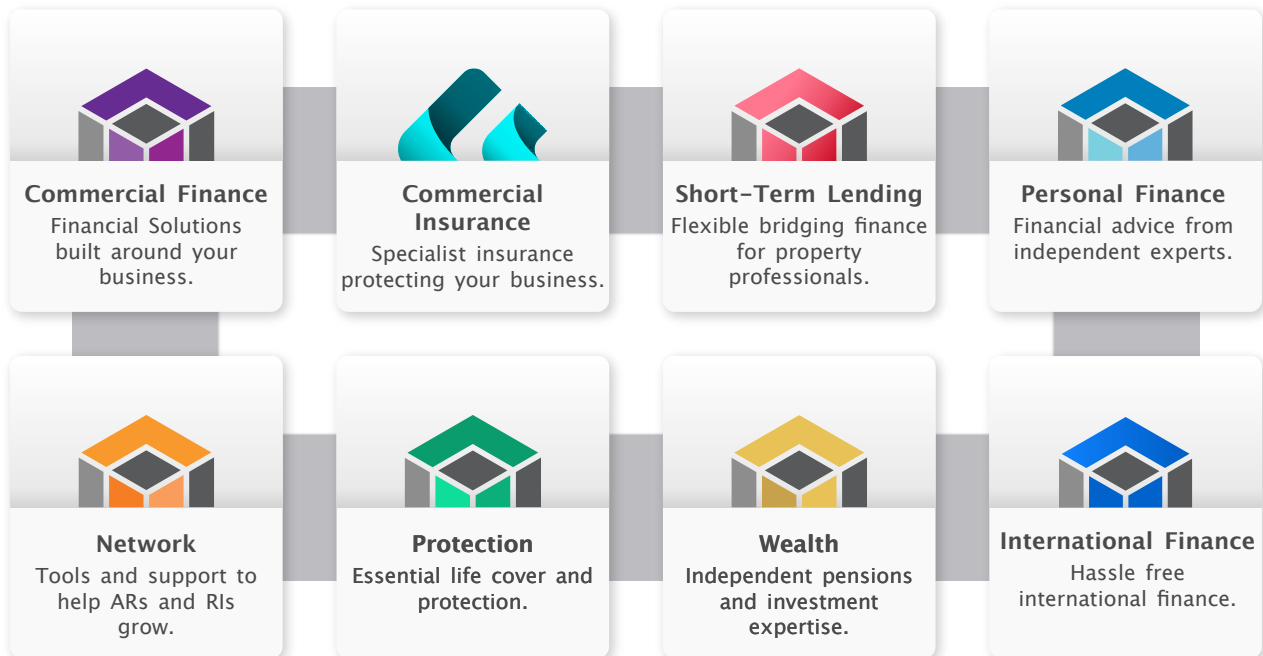 Commercial Finance
Financial Solutions
built around your
business.
Commercial
Insurance
Specialist insurance
protecting your business.
Short-Term Lending
Flexible bridging finance
for property
professionals.
Personal Finance
Financial advice from
independent experts.
Network
Tools and support to
help ARs and RIs
grow.
Protection
Essential life cover and
protection.
Wealth
Independent pensions
and investment
expertise.
International Finance
Hassle free
international finance.